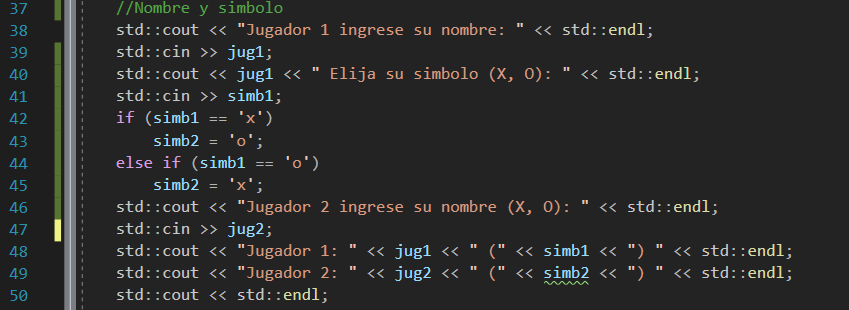 37 //Nombre y simbolo
38 std::cout << "Jugador 1 ingrese su nombre: " << std::endl;
39 std::cin >> jug1;
40 std::cout << jug1 << " Elija su simbolo (X, O): " << std::endl;
41 std::cin >> simb1;
42 if (simb1 == 'x')
43 simb2 = 'o';
44 else if (simb1 == 'o')
45 simb2 = 'x';
46 std::cout << "Jugador 2 ingrese su nombre (X, O): " << std::endl;
47 std::cin >> jug2;
48 std::cout << "Jugador 1: " << jug1 << " (" << simb1 << ") " << std::endl;
49 std::cout << "Jugador 2: " << jug2 << " (" << simb2 << ") " << std::endl;
50 std::cout << std::endl;